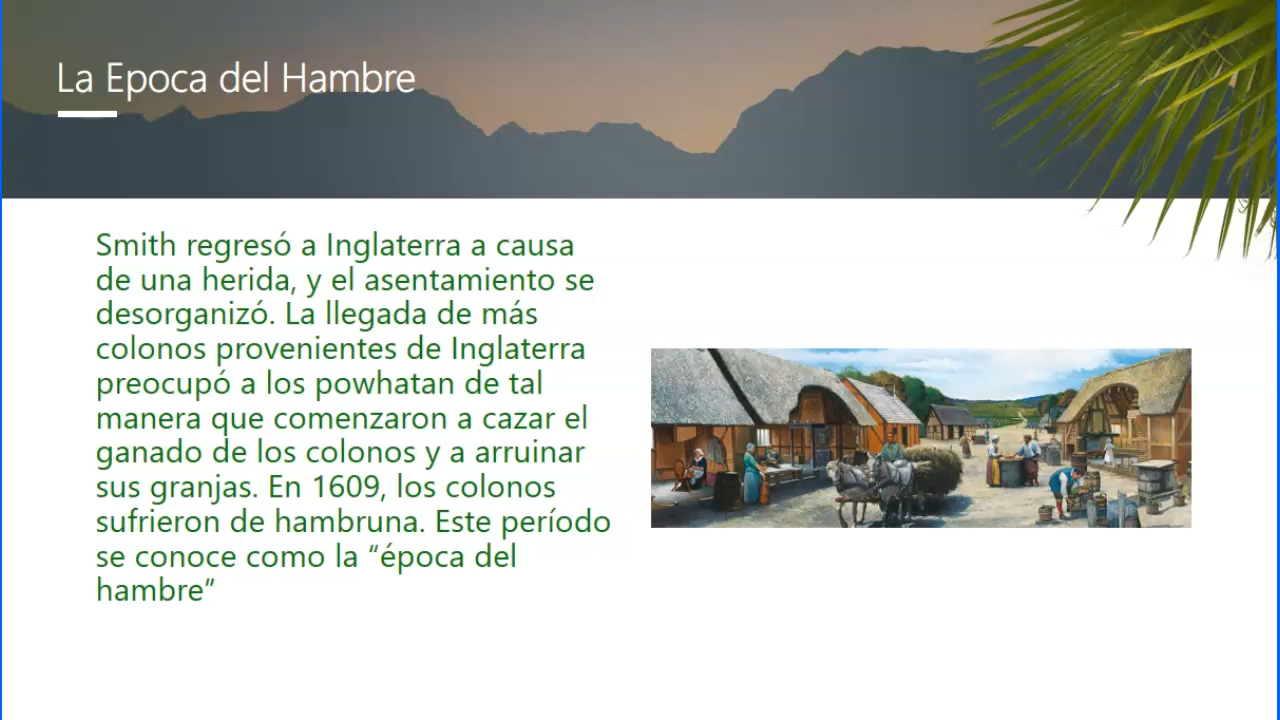 La Epoca del Hambre
Smith regresó a Inglaterra a causa
de una herida, y el asentamiento se
desorganizó. La llegada de más
colonos provenientes de Inglaterra
preocupó a los powhatan de tal
manera que comenzaron a cazar el
ganado de los colonos y a arruinar
sus granjas. En 1609, los colonos
sufrieron de hambruna. Este período
se conoce como la “época del
hambre”